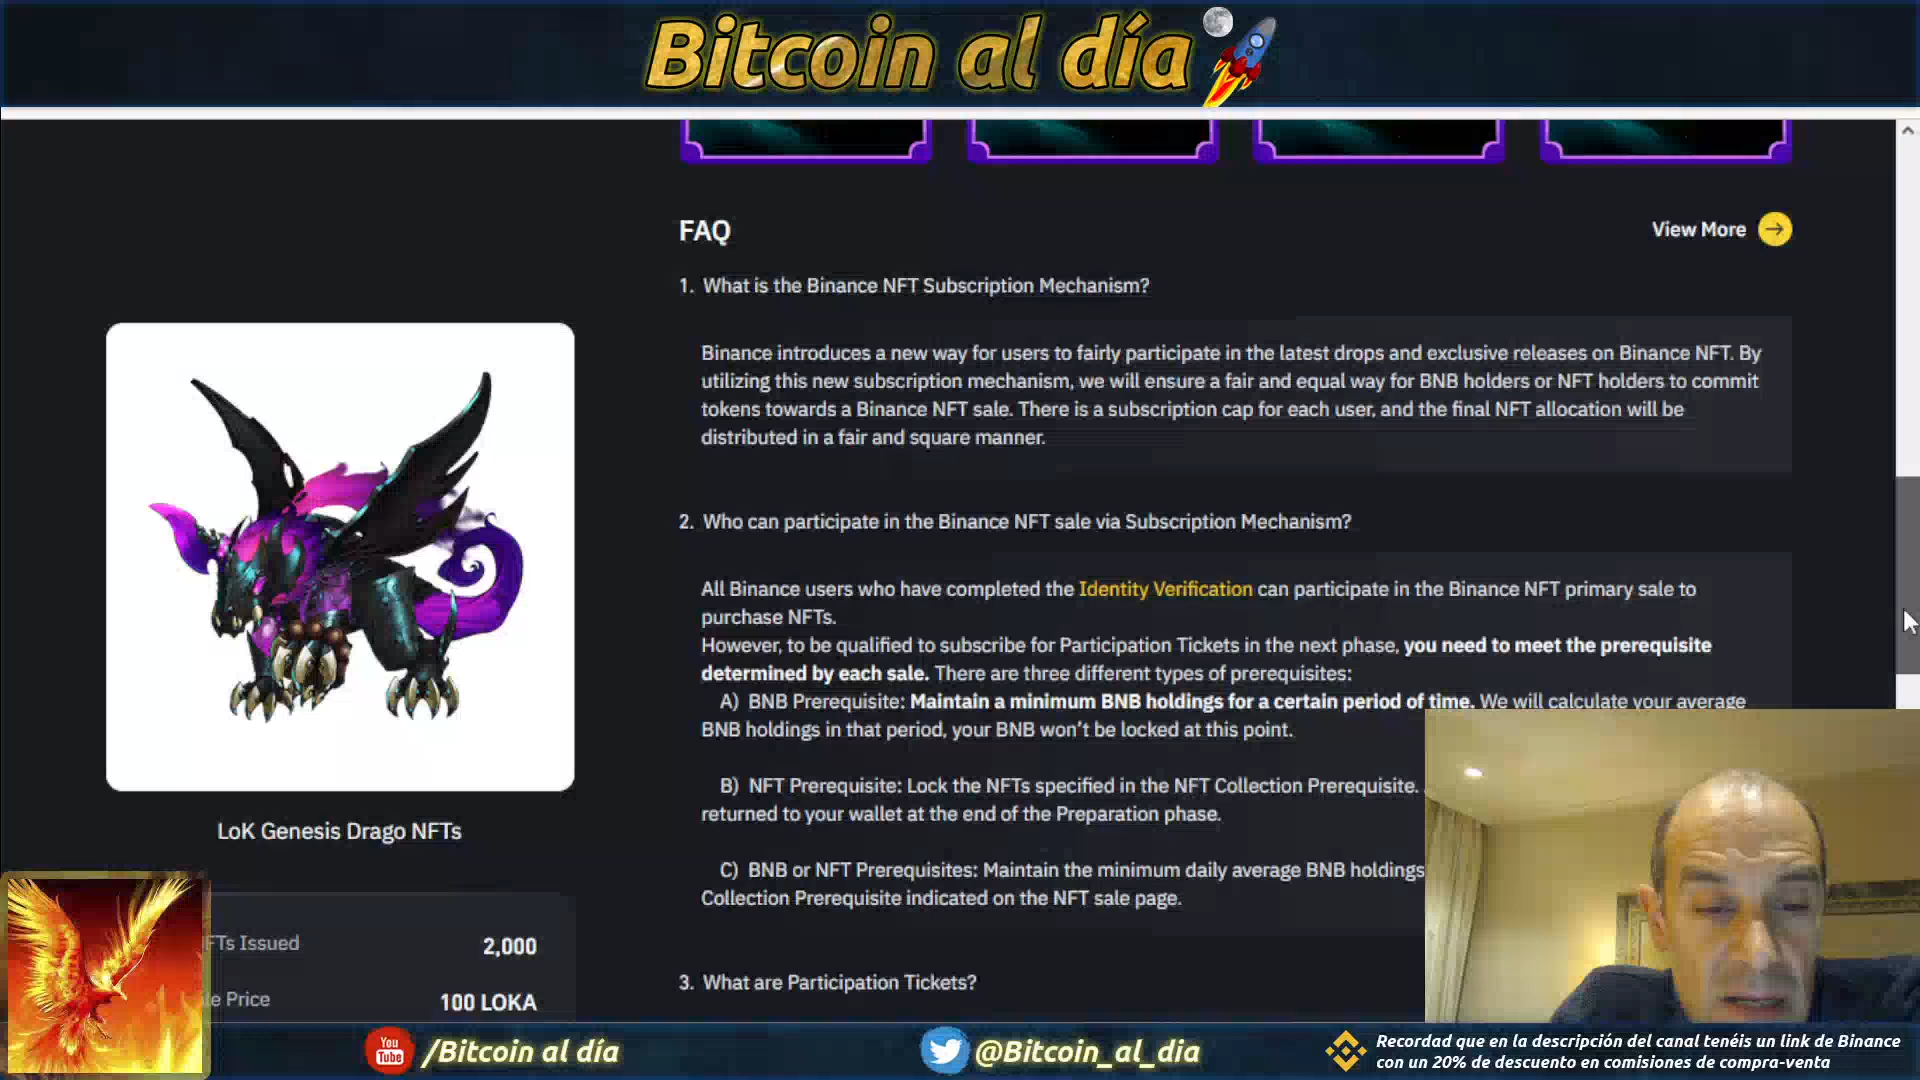 Bitcoin al día
FAQ
View More
1. What is the Binance NFT Subscription Mechanism?
Binance introduces a new way for users to fairly participate in the latest drops and exclusive releases on Binance NFT. By
utilizing this new subscription mechanism, we will ensure a fair and equal way for BNB holders or NFT holders to commit
tokens towards a Binance NFT sale. There is a subscription cap for each user, and the final NFT allocation will be
distributed in a fair and square manner.
2. Who can participate in the Binance NFT sale via Subscription Mechanism?
All Binance users who have completed the Identity Verification can participate in the Binance NFT primary sale to
purchase NFTs.
However, to be qualified to subscribe for Participation Tickets in the next phase, you need to meet the prerequisite
determined by each sale. There are three different types of prerequisites:
A) BNB Prerequisite: Maintain a minimum BNB holdings for a certain period of time. We will calculate your average
BNB holdings in that period, your BNB won't be locked at this point.
B) NFT Prerequisite: Lock the NFTs specified in the NFT Collection Prerequisite.
returned to your wallet at the end of the Preparation phase.
C) BNB or NFT Prerequisites: Maintain the minimum daily average BNB holdings
Collection Prerequisite indicated on the NFT sale page.
3. What are Participation Tickets?
LoK Genesis Drago NFTs
FTs Issued 2,000
le Price 100 LOKA
You Tube /Bitcoin al día
@Bitcoin_al_dia
Recordad que en la descripción del canal tenéis un link de Binance
con un 20% de descuento en comisiones de compra-venta